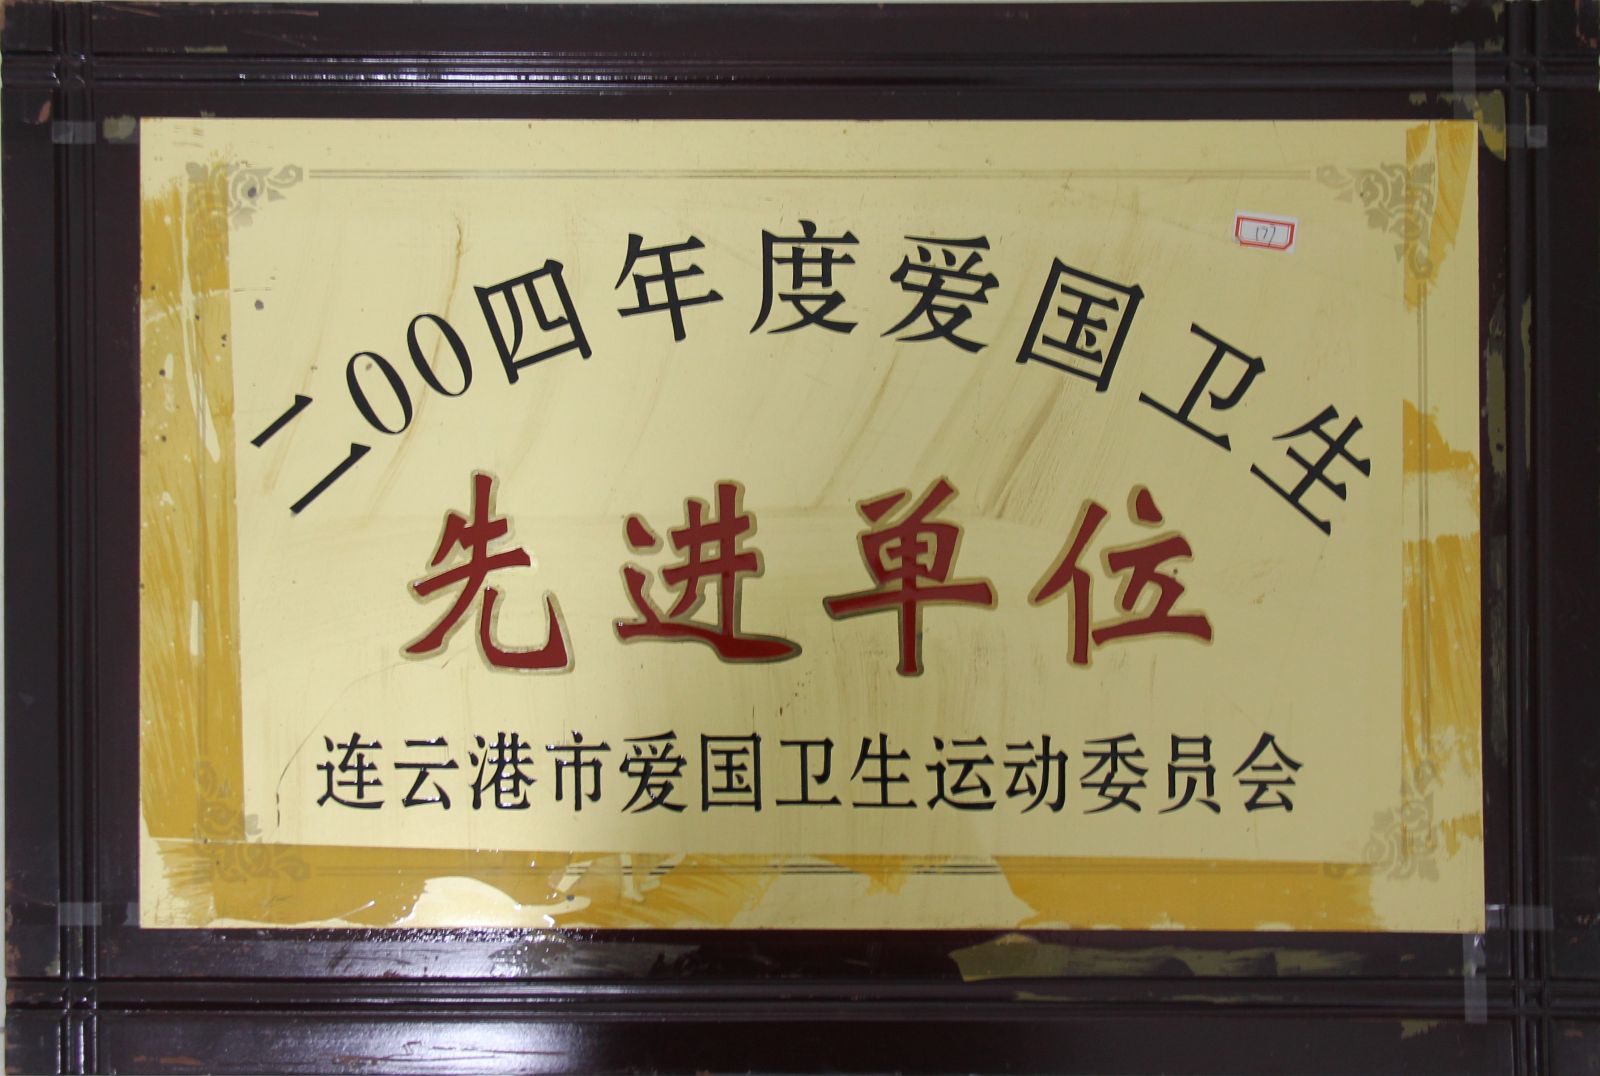 二00四年度爱国卫生
先进单位
连云港市爱国卫生运动委员会